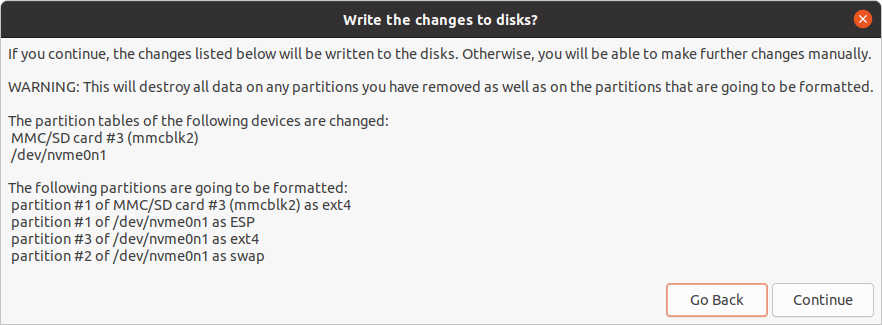 Write the changes to disks?
If you continue, the changes listed below will be written to the disks. Otherwise, you will be able to make further changes manually.
WARNING: This will destroy all data on any partitions you have removed as well as on the partitions that are going to be formatted.
The partition tables of the following devices are changed:
MMC/SD card #3 (mmcblk2)
/dev/nvme0n1
The following partitions are going to be formatted:
partition #1 of MMC/SD card #3 (mmcblk2) as ext4
partition #1 of /dev/nvme0n1 as ESP
partition #3 of /dev/nvme0n1 as ext4
partition #2 of /dev/nvme0n1 as swap
Go Back
Continue